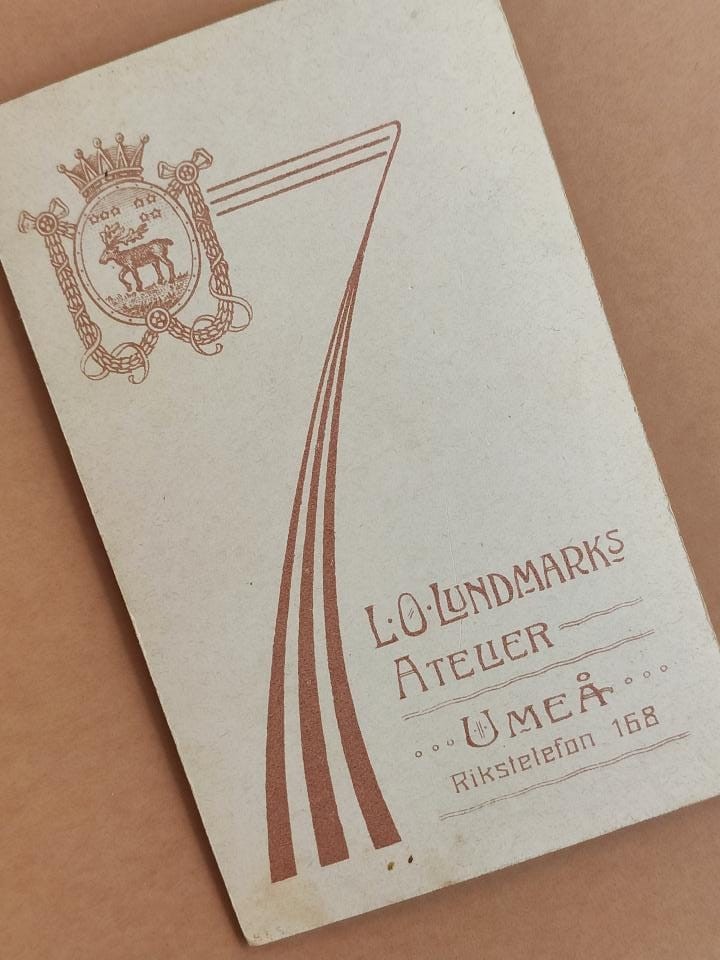 L·O·LUNDMARKS
ATELIER
UMEÅ
Rikstelefon 168